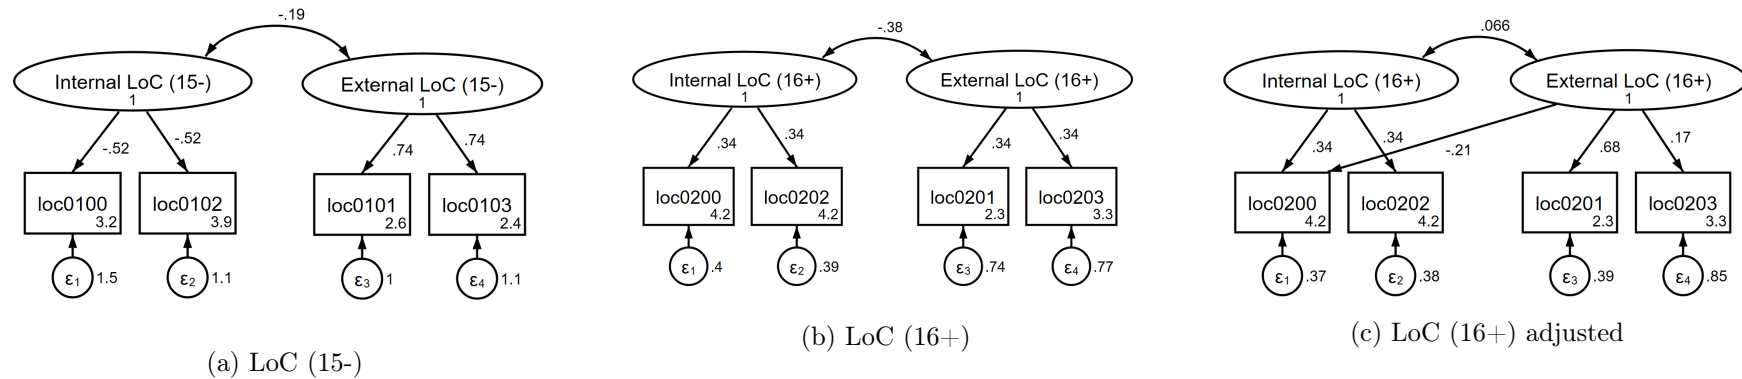 -.19
Internal LoC (15-)
1
External LoC (15-)
1
-.52
-.52
.74
.74
loc0100
3.2
loc0102
3.9
loc0101
2.6
loc0103
2.4
ε1 1.5
ε2 1.1
ε3 1
ε4 1.1
(a) LoC (15-)
-.38
Internal LoC (16+)
1
External LoC (16+)
1
.34
.34
.34
.34
loc0200
4.2
loc0202
4.2
loc0201
2.3
loc0203
3.3
ε1 .4
ε2 .39
ε3 .74
ε4 .77
(b) LoC (16+)
.066
Internal LoC (16+)
1
External LoC (16+)
1
.34
.34
-.21
.68
.17
loc0200
4.2
loc0202
4.2
loc0201
2.3
loc0203
3.3
ε1 .37
ε2 .38
ε3 .39
ε4 .85
(c) LoC (16+) adjusted